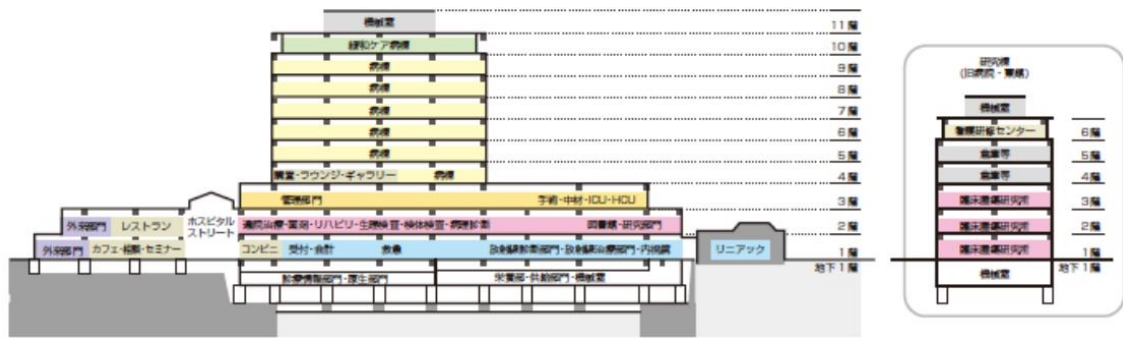 機械室
11階
緩和ケア病棟
10階
病棟
9階
病棟
8階
病棟
7階
病棟
6階
病棟
5階
講堂・ラウンジ・ギャラリー 病棟
4階
管理部門 手術・中材・ICU・HCU
3階
外来部門 レストラン
ホスピタル
ストリート
通院治療・薬剤・リハビリ・生理検査・検体検査・病理診断 図書館・研究部門
2階
外来部門 カフェ・相談・セミナー コンビニ 受付・会計 救急 放射線診断部門・放射線治療部門・内視鏡 リニアック
1階
診療情報部門・厚生部門 栄養部・供給部門・機械室
地下1階
研究棟
(旧病院・東館)
機械室
看護研修センター
6階
倉庫等
5階
倉庫等
4階
臨床腫瘍研究所
3階
臨床腫瘍研究所
2階
臨床腫瘍研究所
1階
機械室
地下1階